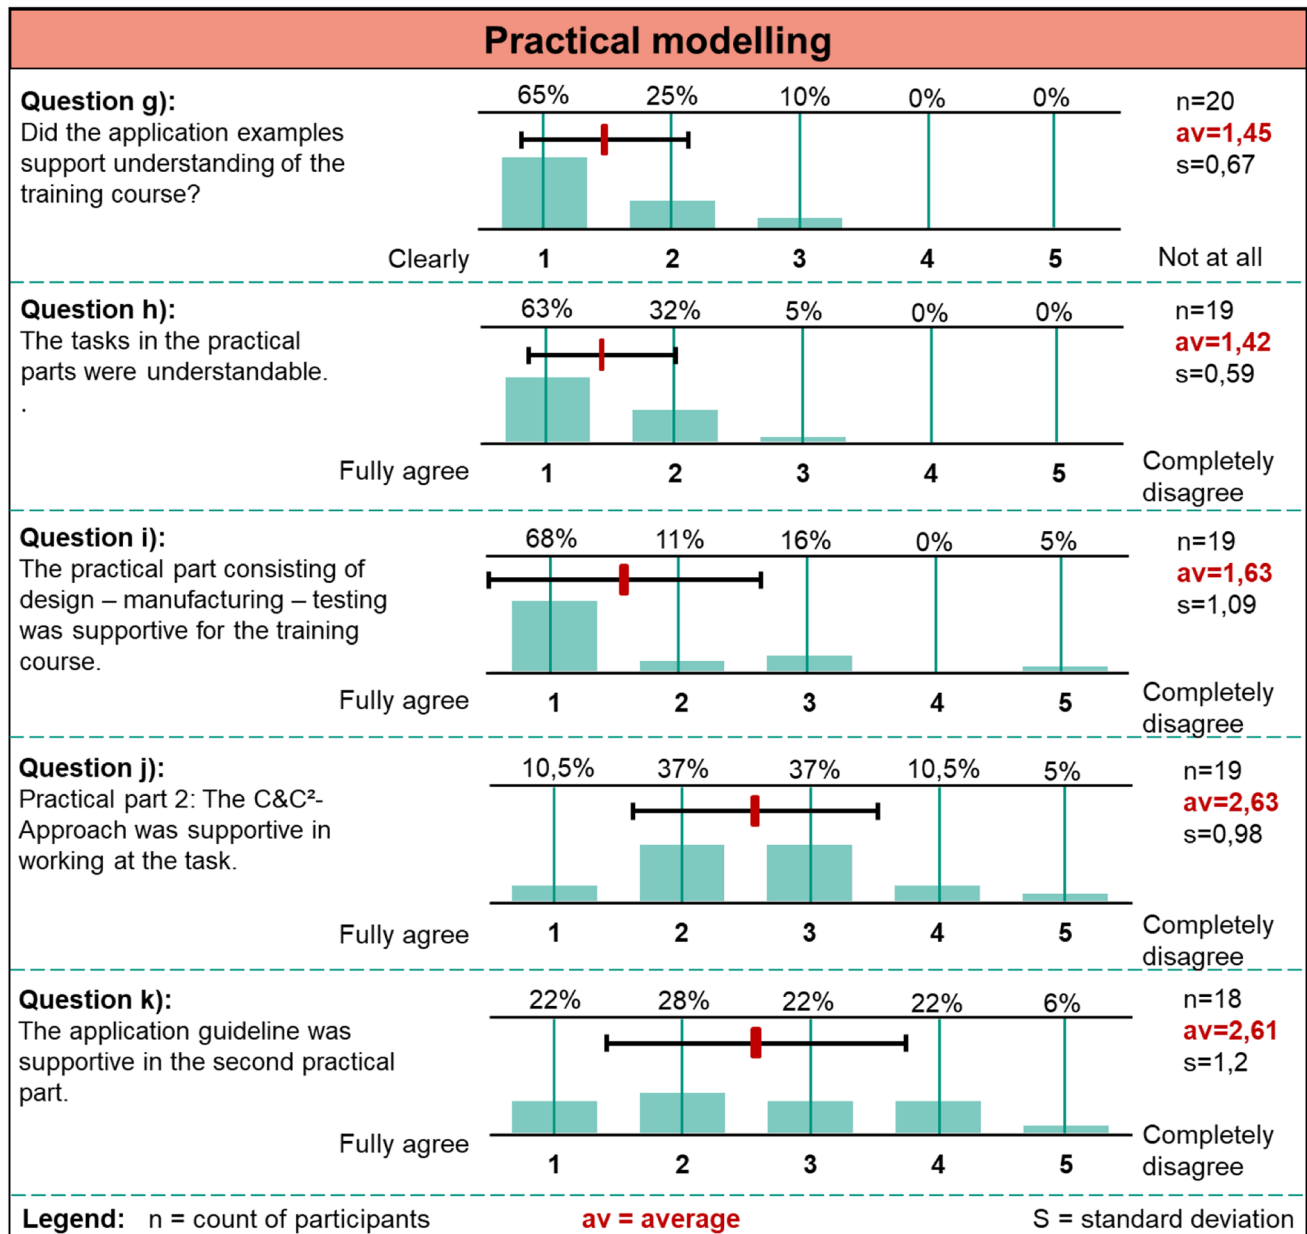 Practical modelling
Question g):
Did the application examples
support understanding of the
training course?
65% 25% 10% 0% 0%
n=20
av=1,45
s=0,67
Clearly 1 2 3 4 5 Not at all
Question h):
The tasks in the practical
parts were understandable.
.
63% 32% 5% 0% 0%
n=19
av=1,42
s=0,59
Fully agree 1 2 3 4 5 Completely
disagree
Question i):
The practical part consisting of
design – manufacturing – testing
was supportive for the training
course.
68% 11% 16% 0% 5%
n=19
av=1,63
s=1,09
Fully agree 1 2 3 4 5 Completely
disagree
Question j):
Practical part 2: The C&C²-
Approach was supportive in
working at the task.
10,5% 37% 37% 10,5% 5%
n=19
av=2,63
s=0,98
Fully agree 1 2 3 4 5 Completely
disagree
Question k):
The application guideline was
supportive in the second practical
part.
22% 28% 22% 22% 6%
n=18
av=2,61
s=1,2
Fully agree 1 2 3 4 5 Completely
disagree
Legend: n = count of participants av = average S = standard deviation